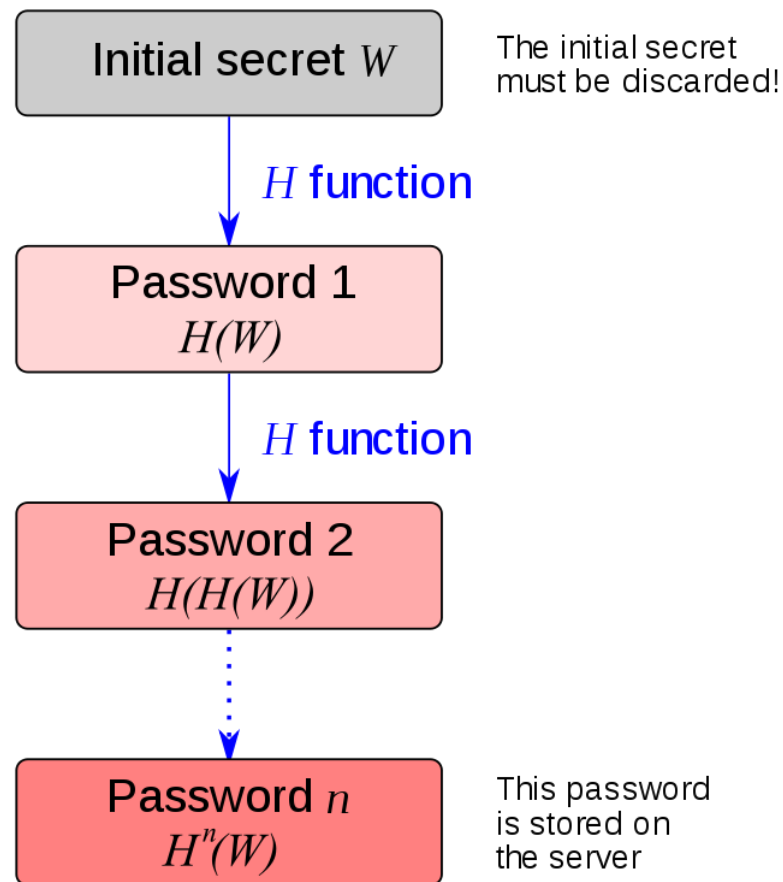 Initial secret W
The initial secret
must be discarded!
H function
Password 1
H(W)
H function
Password 2
H(H(W))
Password n
Hⁿ(W)
This password
is stored on
the server